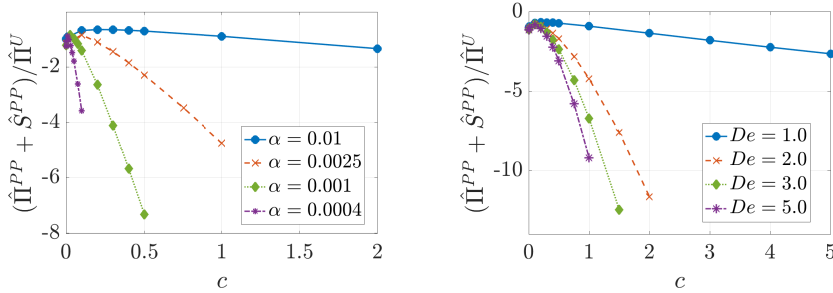 (Π̂^{PP} + Ŝ^{PP})/Π̂^{U}
-2
-4
-6
-8
0
0.5
1
1.5
2
c
α = 0.01
α = 0.0025
α = 0.001
α = 0.0004
(Π̂^{PP} + Ŝ^{PP})/Π̂^{U}
0
-5
-10
0
1
2
3
4
5
c
De = 1.0
De = 2.0
De = 3.0
De = 5.0